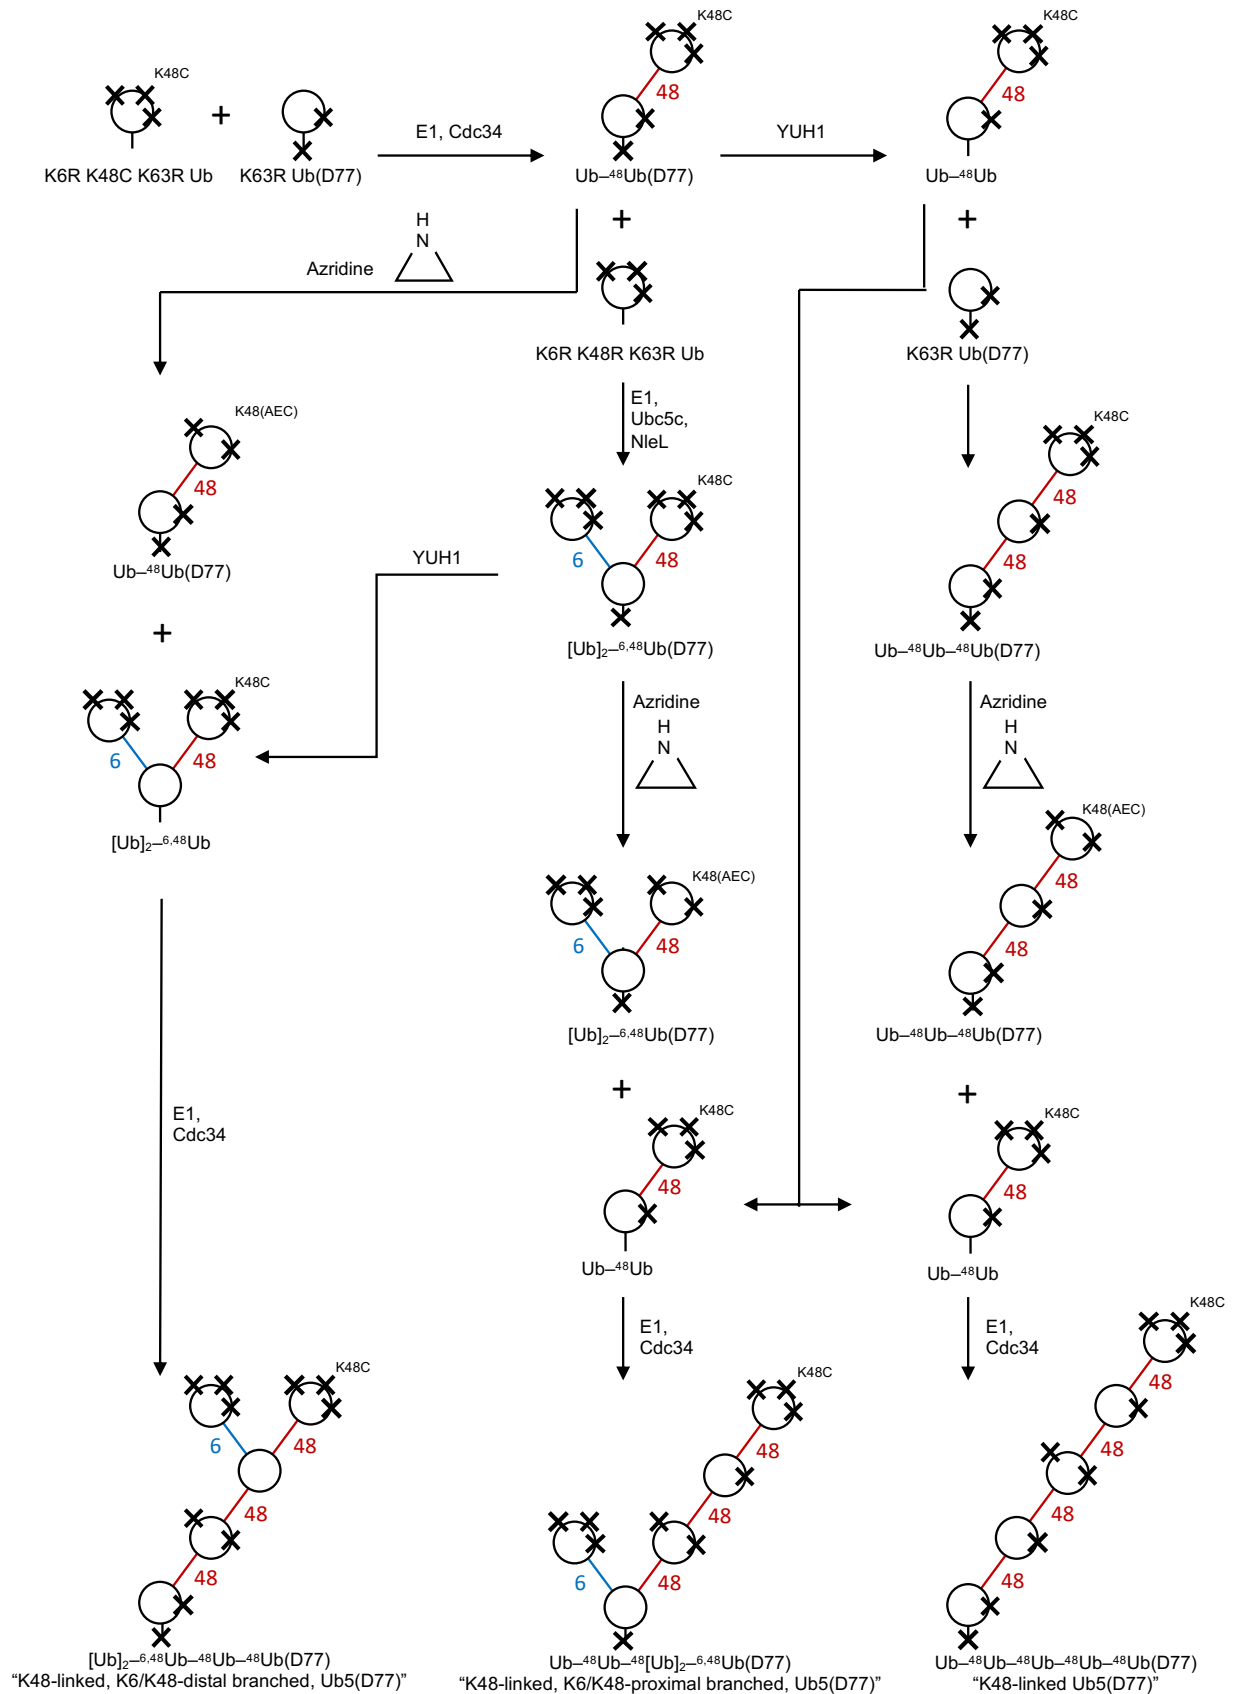 K48C
K48C
K48C
48
48
+
E1, Cdc34
YUH1
K6R K48C K63R Ub
K63R Ub(D77)
Ub–⁴⁸Ub(D77)
Ub–⁴⁸Ub
H
N
Azridine
+
+
K6R K48R K63R Ub
K63R Ub(D77)
E1,
Ubc5c,
NleL
K48(AEC)
48
Ub–⁴⁸Ub(D77)
K48C
6
48
K48C
48
48
YUH1
+
[Ub]₂–⁶,⁴⁸Ub(D77)
Ub–⁴⁸Ub–⁴⁸Ub(D77)
K48C
6
48
[Ub]₂–⁶,⁴⁸Ub
Azridine
H
N
Azridine
H
N
K48(AEC)
6
48
K48(AEC)
48
48
[Ub]₂–⁶,⁴⁸Ub(D77)
Ub–⁴⁸Ub–⁴⁸Ub(D77)
+
+
E1,
Cdc34
K48C
48
K48C
48
Ub–⁴⁸Ub
Ub–⁴⁸Ub
E1,
Cdc34
E1,
Cdc34
K48C
6
48
48
48
K48C
48
48
6
48
K48C
48
48
48
48
[Ub]₂–⁶,⁴⁸Ub–⁴⁸Ub–⁴⁸Ub(D77)
“K48-linked, K6/K48-distal branched, Ub5(D77)”
Ub–⁴⁸Ub–⁴⁸[Ub]₂–⁶,⁴⁸Ub(D77)
“K48-linked, K6/K48-proximal branched, Ub5(D77)”
Ub–⁴⁸Ub–⁴⁸Ub–⁴⁸Ub–⁴⁸Ub(D77)
“K48-linked Ub5(D77)”